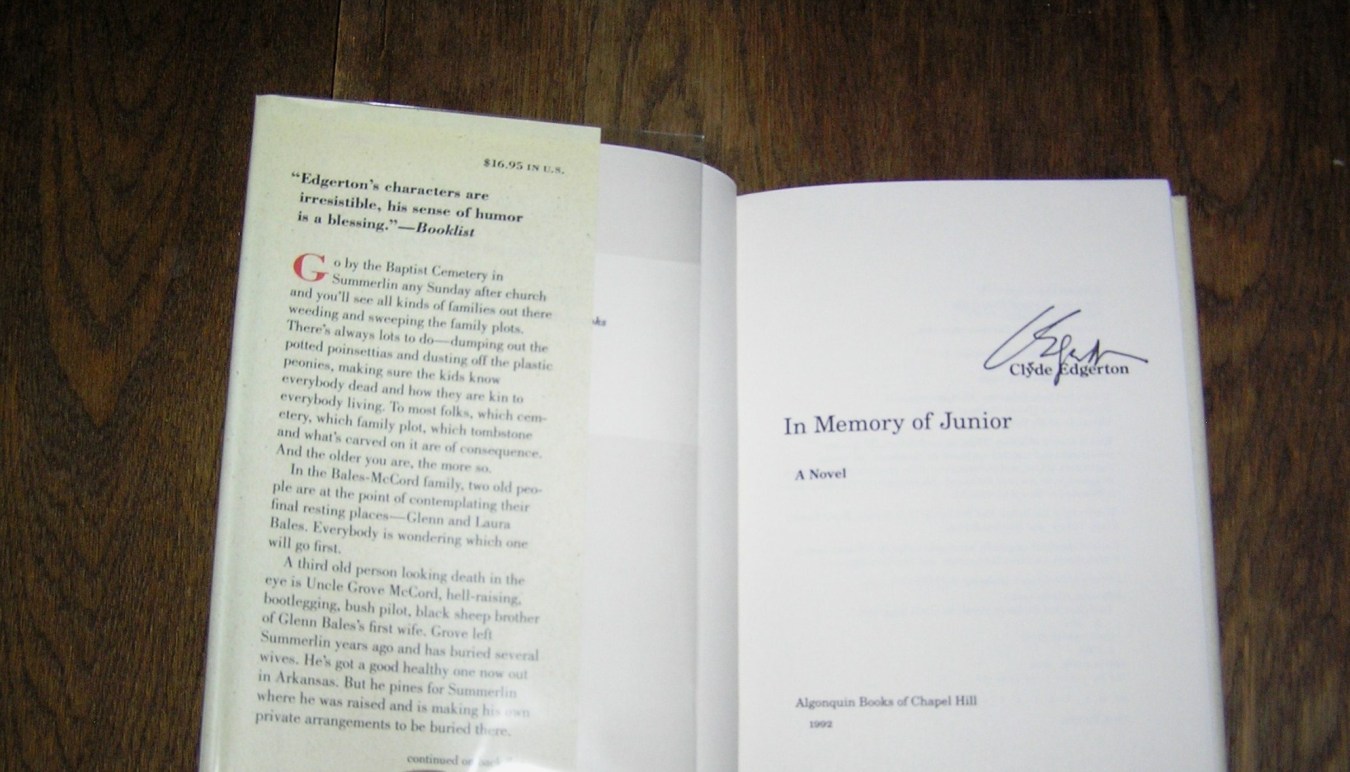 $16.95 IN U.S.
“Edgerton’s characters are
irresistible, his sense of humor
is a blessing.”—Booklist
Go by the Baptist Cemetery in
Summerlin any Sunday after church
and you’ll see all kinds of families out there
weeding and sweeping the family plots.
There’s always lots to do—dumping out the
potted poinsettias and dusting off the plastic
peonies, making sure the kids know
everybody dead and how they are kin to
everybody living. To most folks, which cem-
etery, which family plot, which tombstone
and what’s carved on it are of consequence.
And the older you are, the more so.
In the Bales-McCord family, two old peo-
ple are at the point of contemplating their
final resting places—Glenn and Laura
Bales. Everybody is wondering which one
will go first.
A third old person looking death in the
eye is Uncle Grove McCord, hell-raising,
bootlegging, bush pilot, black sheep brother
of Glenn Bales’s first wife. Grove left
Summerlin years ago and has buried several
wives. He’s got a good healthy one now out
in Arkansas. But he pines for Summerlin
where he was raised and is making his own
private arrangements to be buried there.
continued on back
Clyde Edgerton
In Memory of Junior
A Novel
Algonquin Books of Chapel Hill
1992